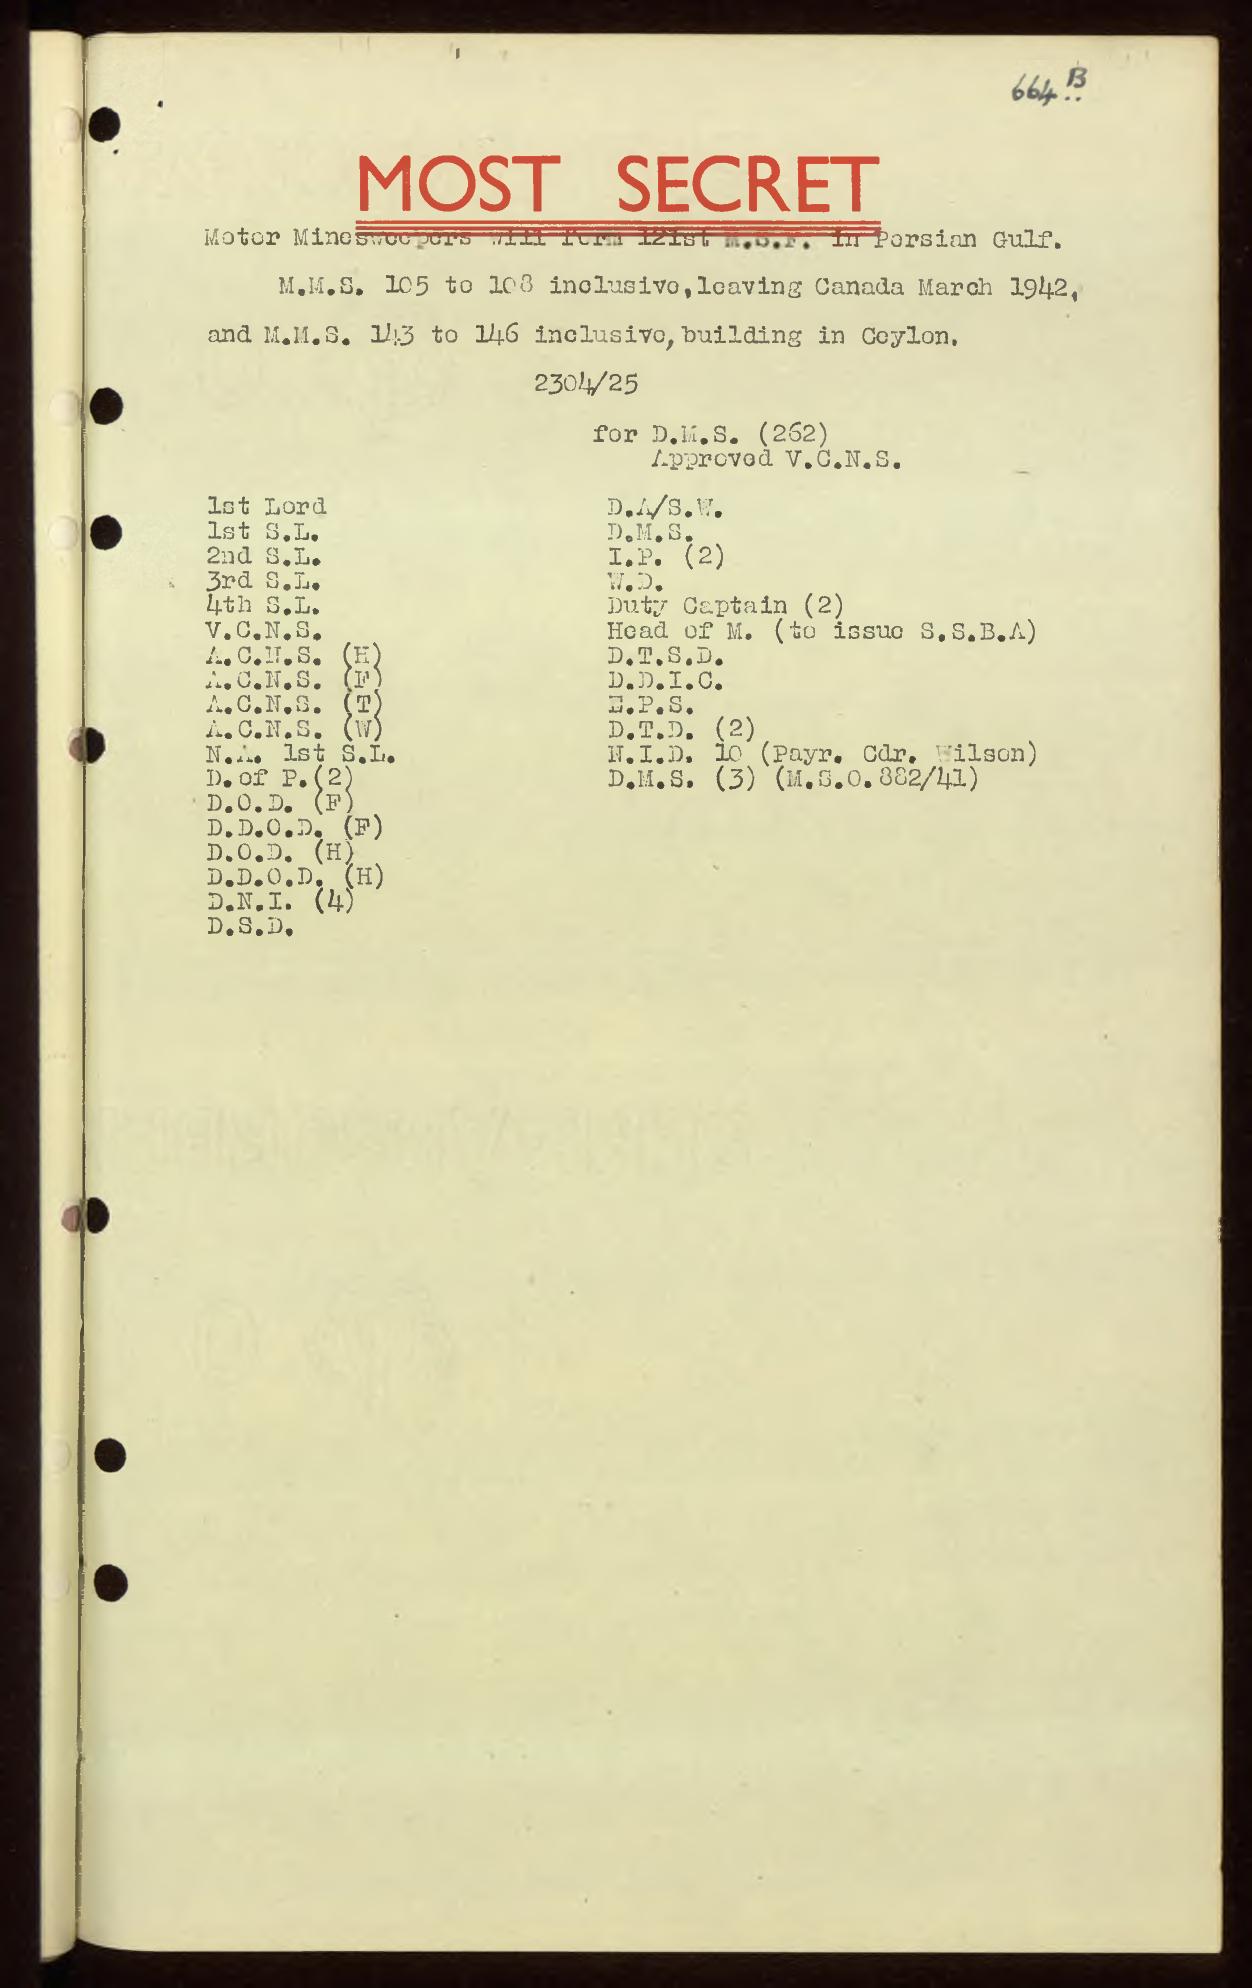 664 B
MOST SECRET
Motor Minesweepers will form 121st M.S.F. in Persian Gulf.
M.M.S. 105 to 108 inclusive, leaving Canada March 1942,
and M.M.S. 143 to 146 inclusive, building in Ceylon.
2304/25
for D.M.S. (262)
Approved V.C.N.S.
1st Lord
1st S.L.
2nd S.L.
3rd S.L.
4th S.L.
V.C.N.S.
A.C.N.S. (H)
A.C.N.S. (F)
A.C.N.S. (T)
A.C.N.S. (W)
N.A. 1st S.L.
D. of P.(2)
D.O.D. (F)
D.D.O.D. (F)
D.O.D. (H)
D.D.O.D. (H)
D.N.I. (4)
D.S.D.
D.A/S.W.
D.M.S.
I.P. (2)
W.D.
Duty Captain (2)
Head of M. (to issue S.S.B.A)
D.T.S.D.
D.D.I.C.
E.P.S.
D.T.D. (2)
N.I.D. 10 (Payr. Cdr. Wilson)
D.M.S. (3) (M.S.O.882/41)